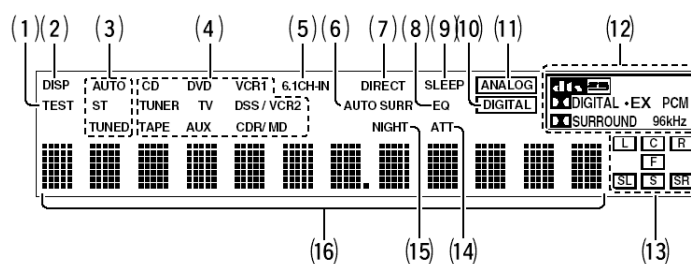 (1) (2) (3) (4) (5) (6) (7) (8) (9) (10) (11) (12)
DISP AUTO CD DVD VCR1 6.1CH-IN DIRECT SLEEP ANALOG dts ES
TEST ST TUNER TV DSS / VCR2 AUTO SURR EQ DIGITAL DIGITAL •EX PCM
TUNED TAPE AUX CDR/ MD NIGHT ATT SURROUND 96kHz
L C R
F
SL S SR
(16) (15) (14) (13)